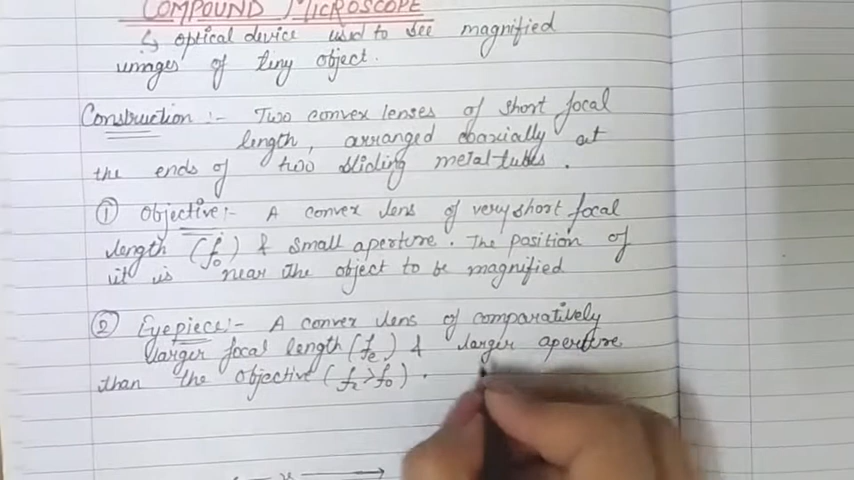 COMPOUND MICROSCOPE
↳ optical device used to see magnified
images of tiny object.
Construction :- Two convex lenses of short focal
length, arranged coaxially at
the ends of two sliding metal tubes.
① Objective:- A convex lens of very short focal
length (fo) & small aperture. The position of
it is near the object to be magnified
② Eyepiece:- A convex lens of comparatively
larger focal length (fe) & larger aperture
than the objective (fe>fo).